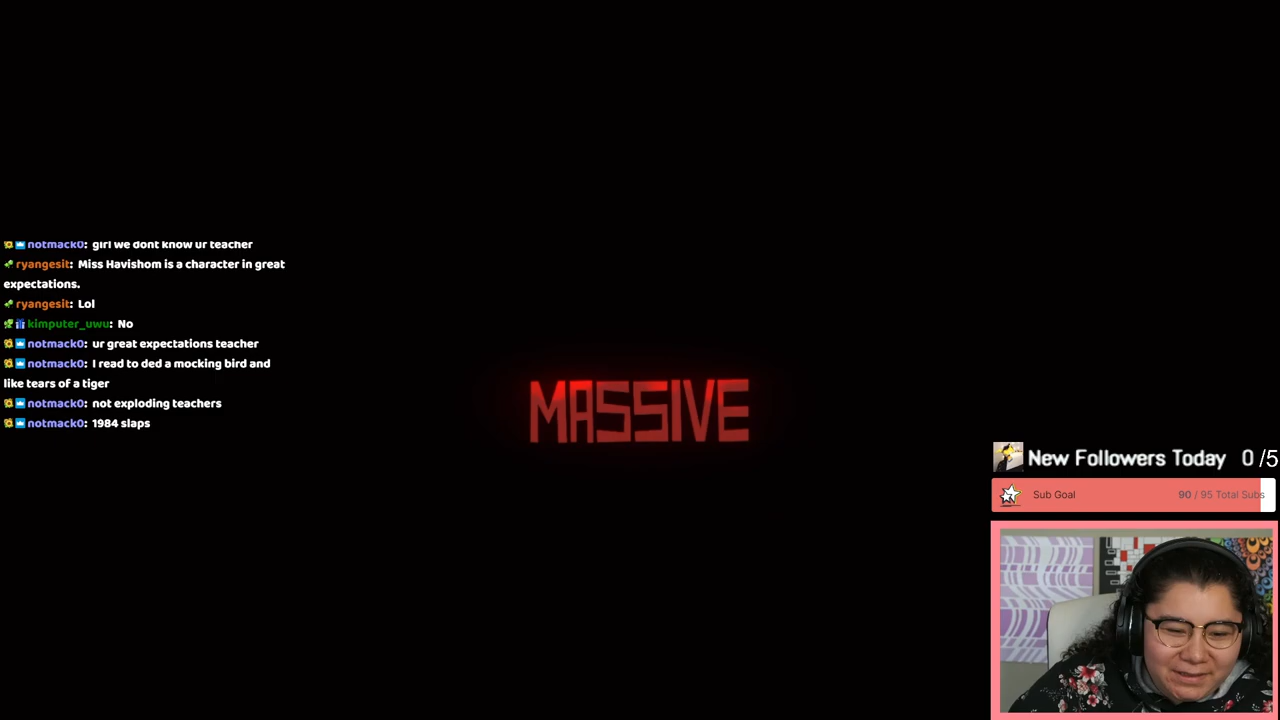 notmack0: girl we dont know ur teacher
ryangesit: Miss Havishom is a character in great
expectations.
ryangesit: Lol
kimputer_uwu: No
notmack0: ur great expectations teacher
notmack0: I read to ded a mocking bird and
like tears of a tiger
notmack0: not exploding teachers
notmack0: 1984 slaps
MASSIVE
New Followers Today 0 /5
Sub Goal 90 / 95 Total Subs